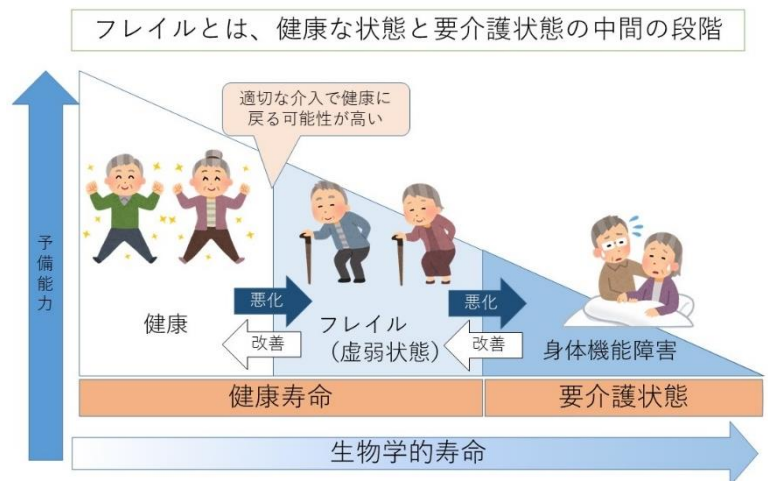 フレイルとは、健康な状態と要介護状態の中間の段階
適切な介入で健康に
戻る可能性が高い
予備能力
悪化
悪化
健康
改善
フレイル
（虚弱状態）
改善
身体機能障害
健康寿命
要介護状態
生物学的寿命